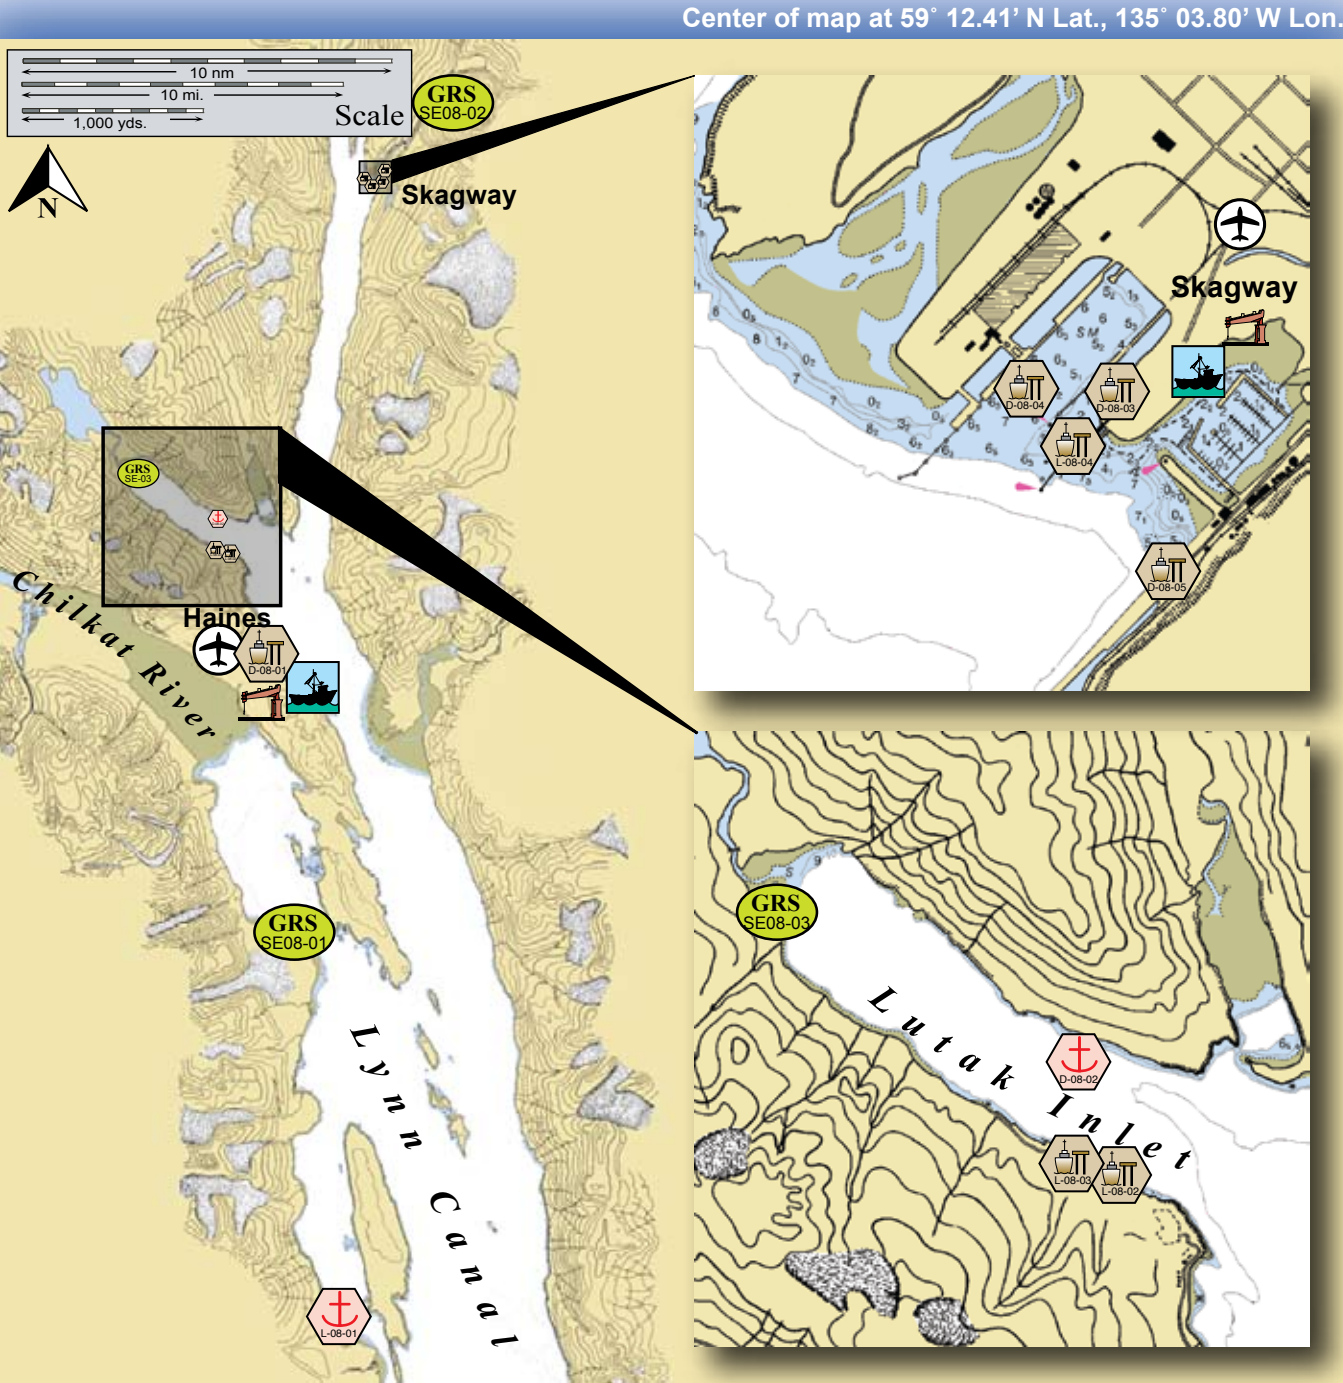 Center of map at 59° 12.41' N Lat., 135° 03.80' W Lon.
10 nm
10 mi.
1,000 yds.
Scale
N
GRS
SE08-02
Skagway
GRS
SE-03
Chilkat River
Haines
D-08-01
GRS
SE08-01
Lynn Canal
L-08-01
Skagway
S M
D-08-04
D-08-03
L-08-04
D-08-05
GRS
SE08-03
Lutak Inlet
D-08-02
L-08-03
L-08-02